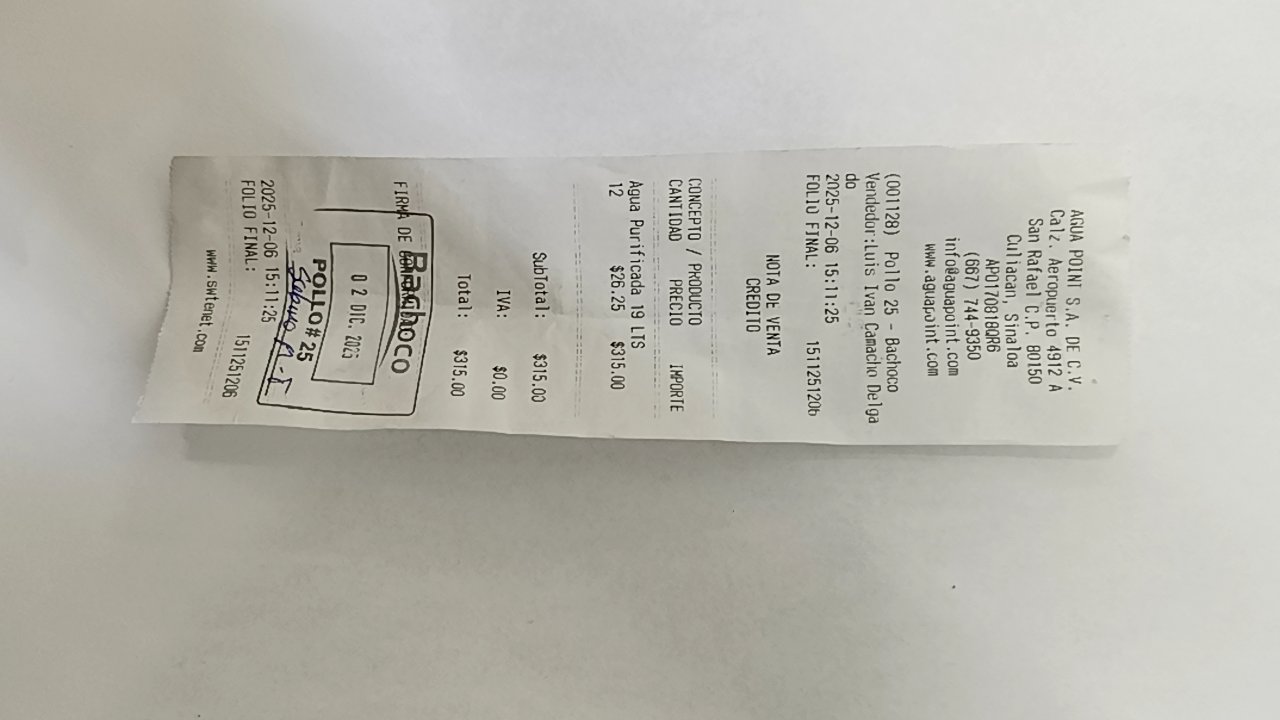 AGUA POINT S.A. DE C.V.
Calz. Aeropuerto 4912 A
San Rafael C.P. 80150
Culiacan, Sinaloa
APO170818QR6
(667) 744-9350
info@aguapoint.com
www.aguapoint.com
(001128) Pollo 25 - Bachoco
Vendedor:Luis Ivan Camacho Delga
do
2025-12-06 15:11:25
FOLIO FINAL: 1511251206
NOTA DE VENTA
CREDITO
CONCEPTO / PRODUCTO
CANTIDAD PRECIO IMPORTE
Agua Purificada 19 LTS
12 $26.25 $315.00
SubTotal: $315.00
IVA: $0.00
Total: $315.00
Bachoco
FIRMA DE
0 2 DIC. 2025
POLLO# 25
2025-12-06 15:11:25
FOLIO FINAL: 1511251206
www.swtenet.com